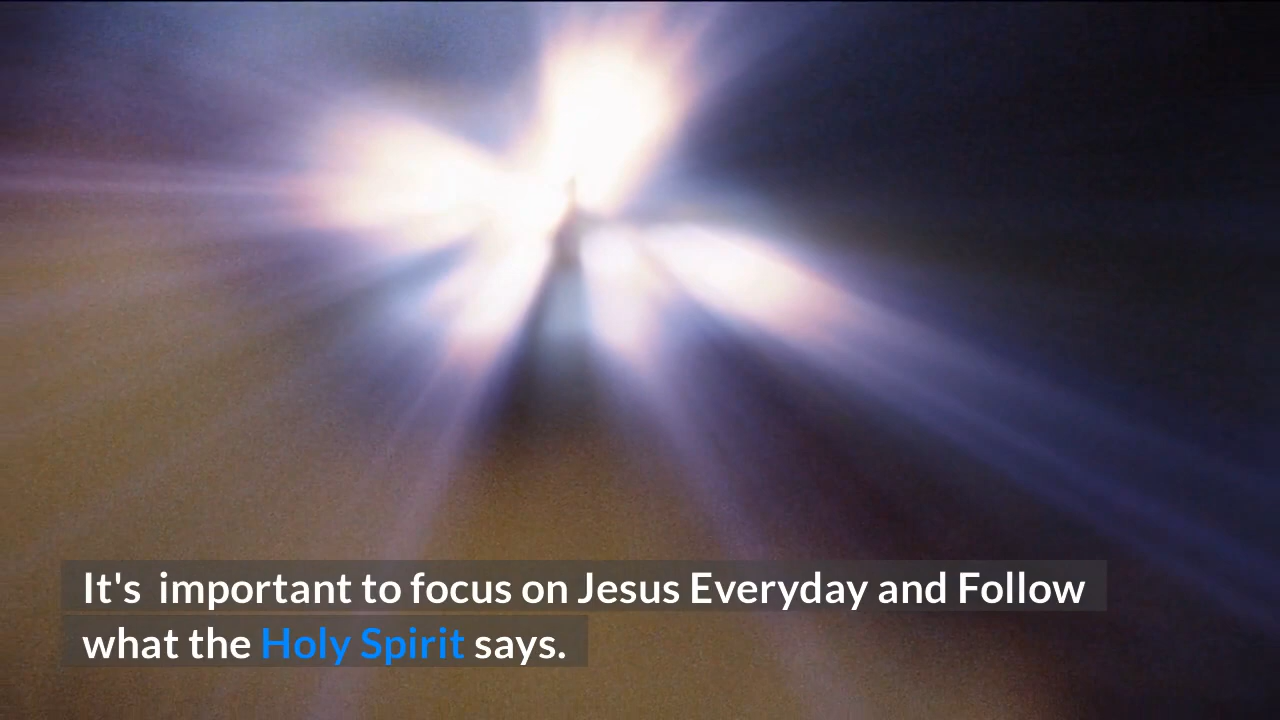 It's  important to focus on Jesus Everyday and Follow
what the Holy Spirit says.